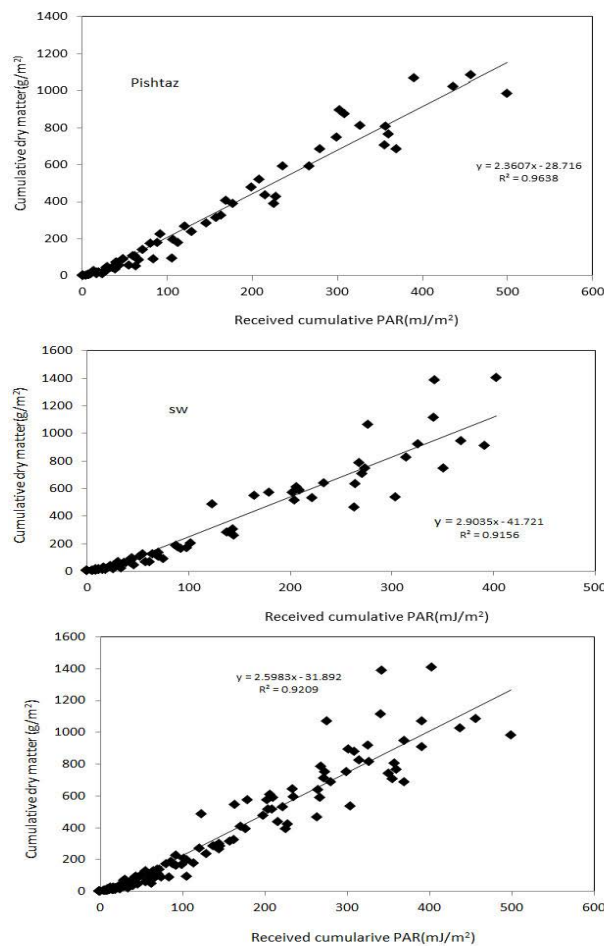 Cumulative dry matter(g/m²)
1400
1200
1000
800
600
400
200
0
Pishtaz
y = 2.3607x - 28.716
R² = 0.9638
0 100 200 300 400 500 600
Received cumulative PAR(mJ/m²)
Cumulative dry matter(g/m²)
1600
1400
1200
1000
800
600
400
200
0
sw
y = 2.9035x - 41.721
R² = 0.9156
0 100 200 300 400 500
Received cumulative PAR(mJ/m²)
Cumulative dry matter (g/m²)
1600
1400
1200
1000
800
600
400
200
0
y = 2.5983x - 31.892
R² = 0.9209
0 100 200 300 400 500 600
Received cumularive PAR(mJ/m²)